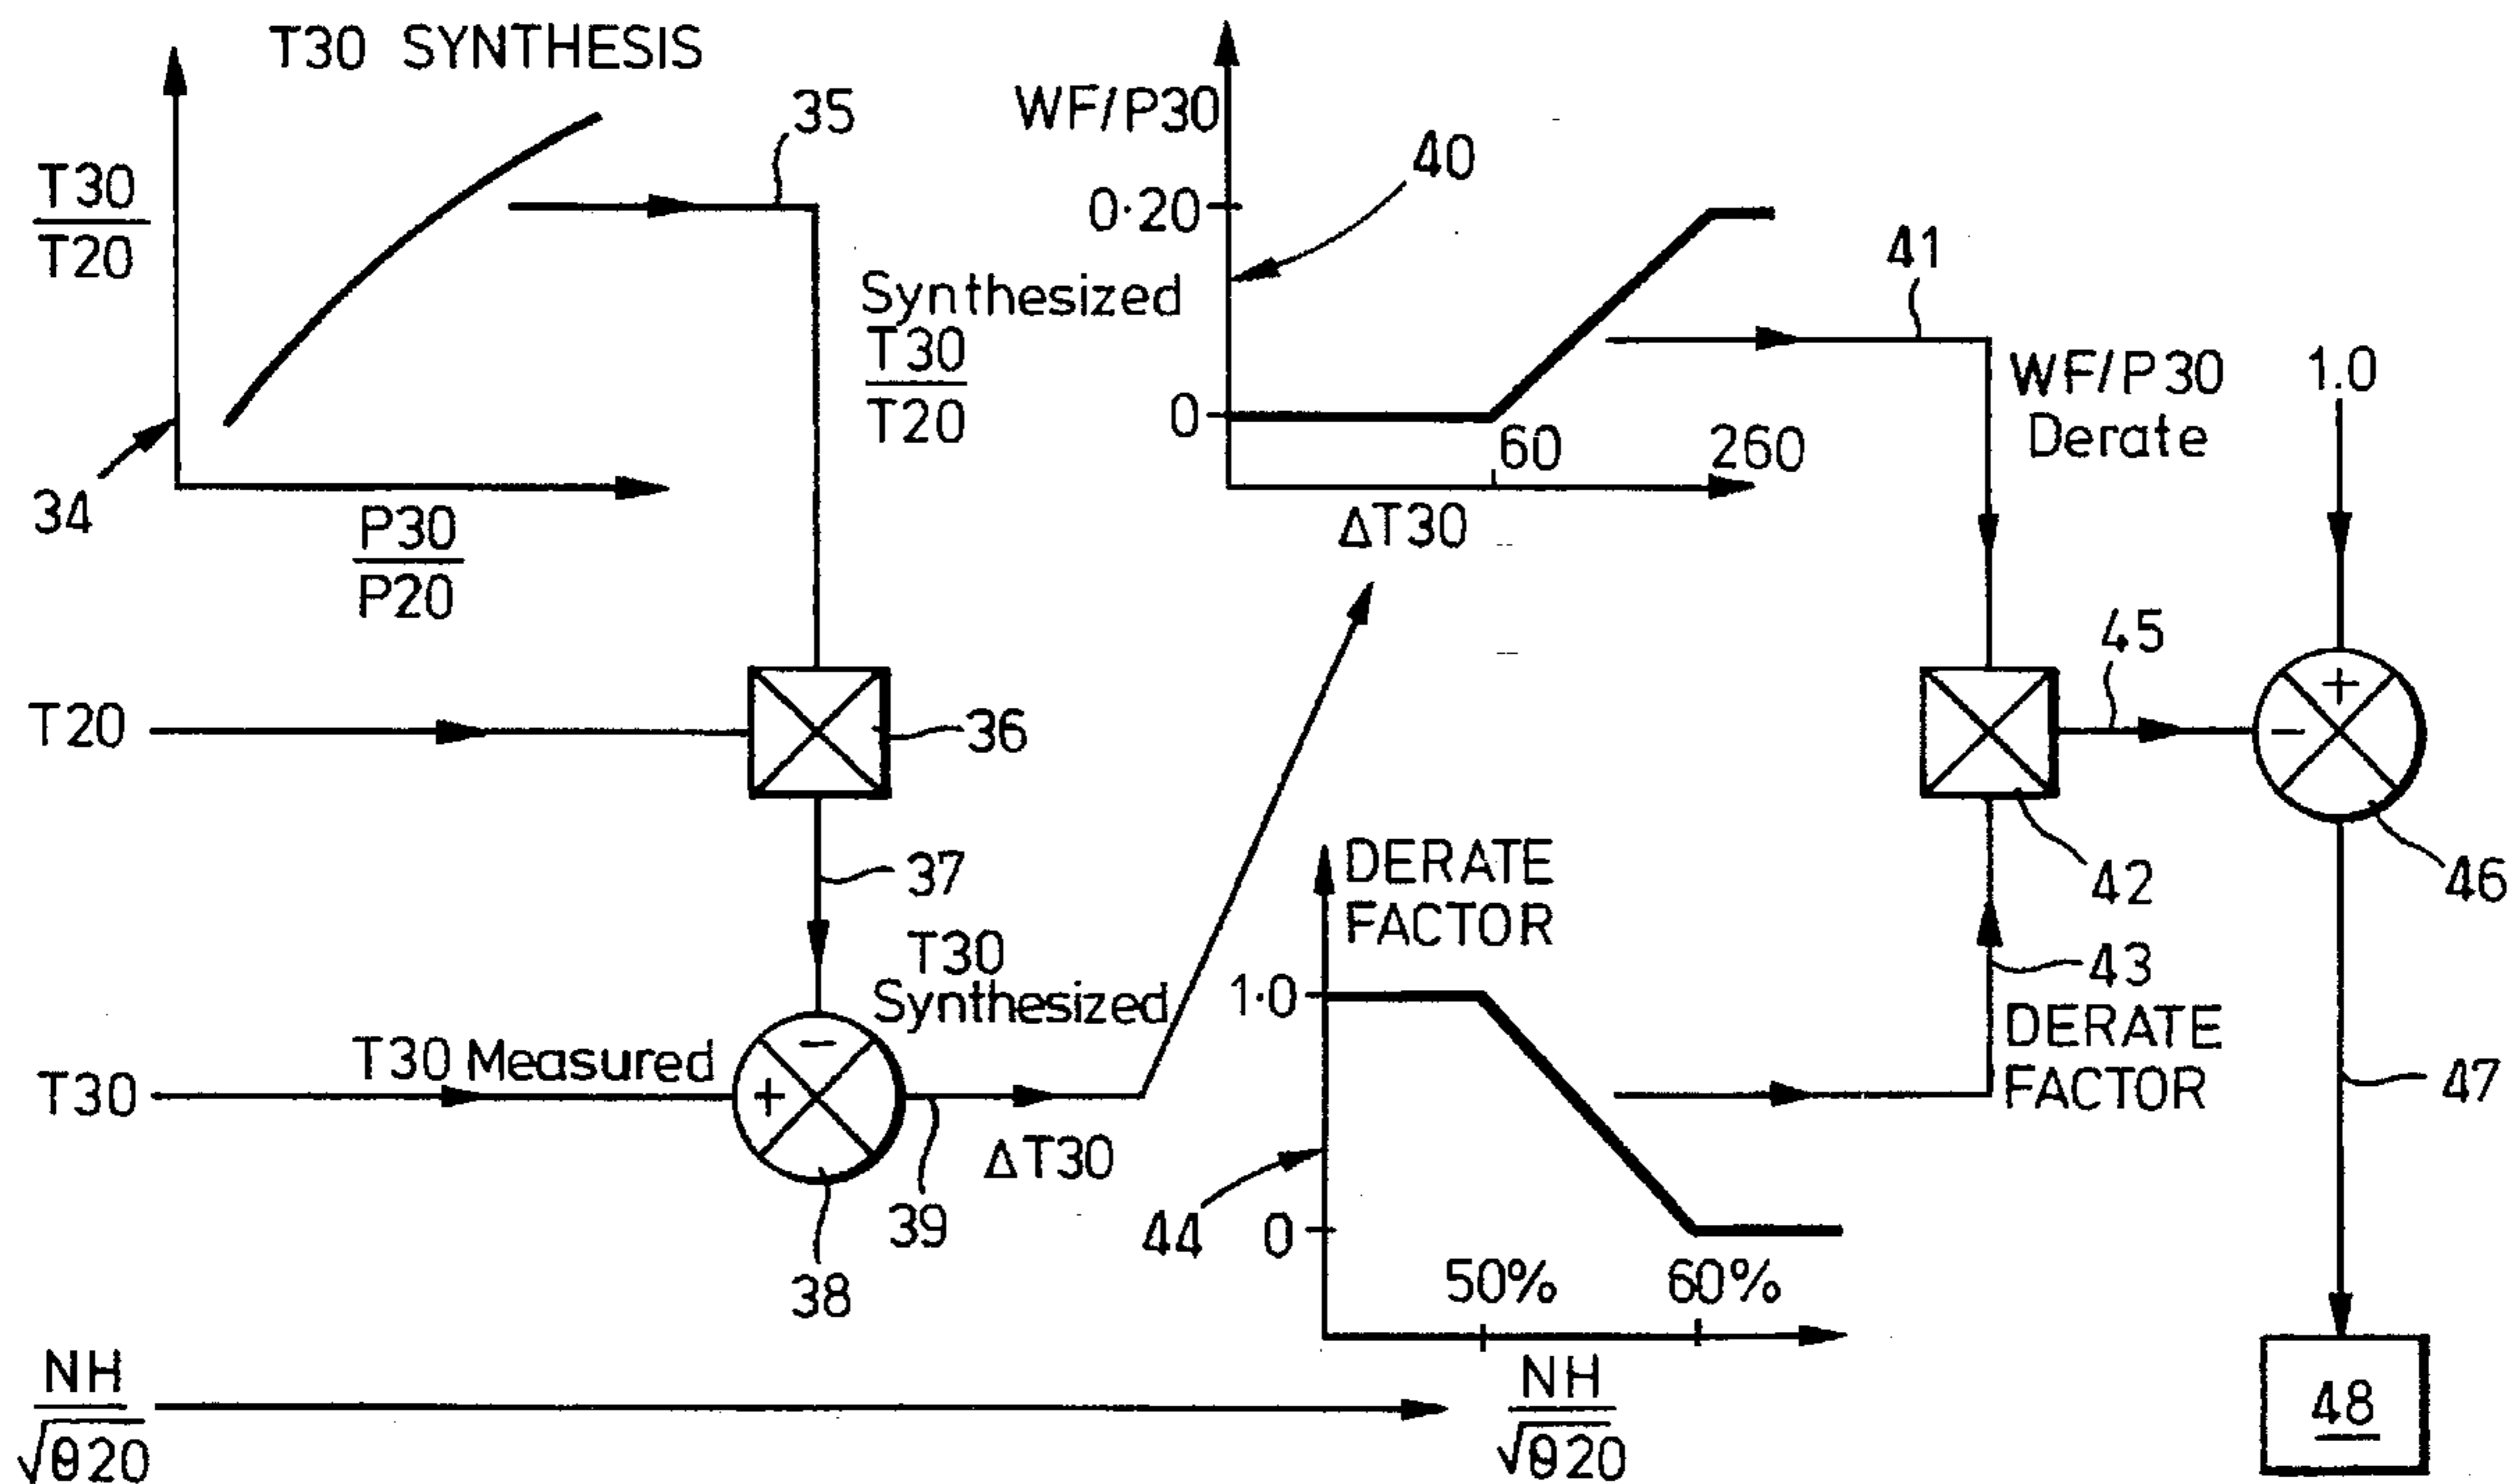 T30 SYNTHESIS
T30
T20
34
P30
P20
35
Synthesized
T30
T20
WF/P30
0·20
0
40
60
260
ΔT30
41
WF/P30
Derate
1.0
T20
36
37
T30
Synthesized
T30
T30 Measured
+
−
38
39
ΔT30
45
+
−
42
46
DERATE
FACTOR
1·0
0
44
50%
60%
43
DERATE
FACTOR
47
NH
√θ20
NH
√θ20
48